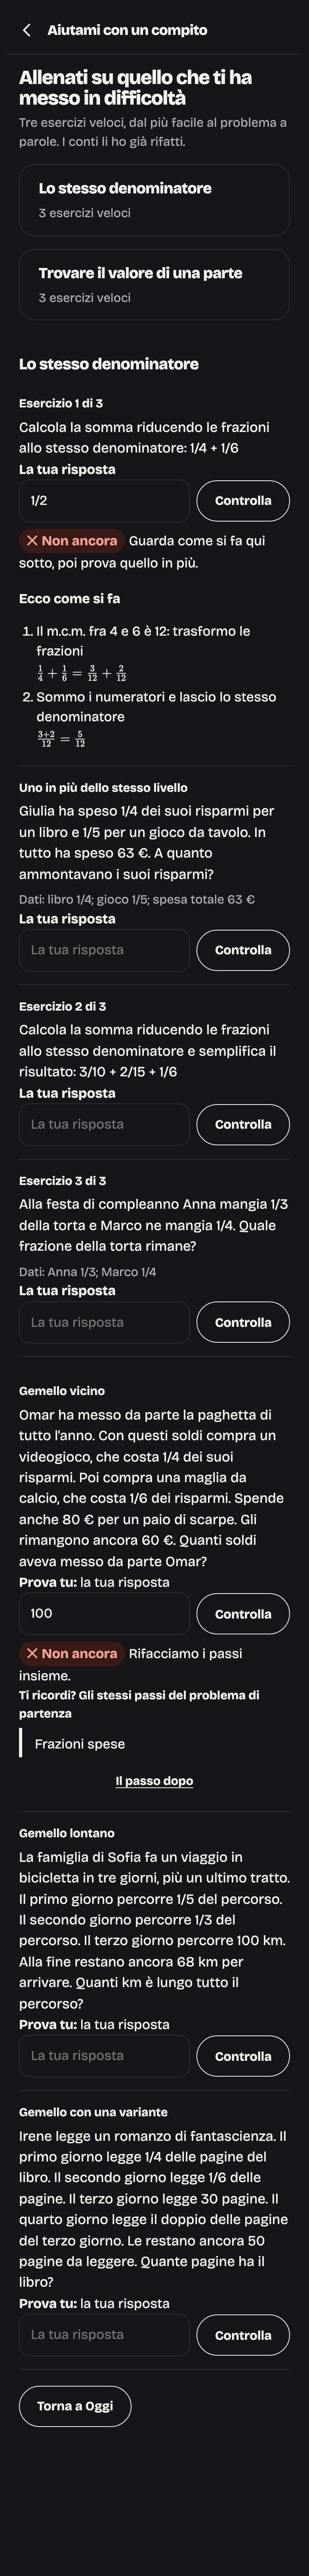 Aiutami con un compito
Allenati su quello che ti ha
messo in difficoltà
Tre esercizi veloci, dal più facile al problema a
parole. I conti li ho già rifatti.
Lo stesso denominatore
3 esercizi veloci
Trovare il valore di una parte
3 esercizi veloci
Lo stesso denominatore
Esercizio 1 di 3
Calcola la somma riducendo le frazioni
allo stesso denominatore: 1/4 + 1/6
La tua risposta
1/2 Controlla
✕ Non ancora Guarda come si fa qui
sotto, poi prova quello in più.
Ecco come si fa
1. Il m.c.m. fra 4 e 6 è 12: trasformo le
frazioni
1/4 + 1/6 = 3/12 + 2/12
2. Sommo i numeratori e lascio lo stesso
denominatore
3+2/12 = 5/12
Uno in più dello stesso livello
Giulia ha speso 1/4 dei suoi risparmi per
un libro e 1/5 per un gioco da tavolo. In
tutto ha speso 63 €. A quanto
ammontavano i suoi risparmi?
Dati: libro 1/4; gioco 1/5; spesa totale 63 €
La tua risposta
La tua risposta Controlla
Esercizio 2 di 3
Calcola la somma riducendo le frazioni
allo stesso denominatore e semplifica il
risultato: 3/10 + 2/15 + 1/6
La tua risposta
La tua risposta Controlla
Esercizio 3 di 3
Alla festa di compleanno Anna mangia 1/3
della torta e Marco ne mangia 1/4. Quale
frazione della torta rimane?
Dati: Anna 1/3; Marco 1/4
La tua risposta
La tua risposta Controlla
Gemello vicino
Omar ha messo da parte la paghetta di
tutto l'anno. Con questi soldi compra un
videogioco, che costa 1/4 dei suoi
risparmi. Poi compra una maglia da
calcio, che costa 1/6 dei risparmi. Spende
anche 80 € per un paio di scarpe. Gli
rimangono ancora 60 €. Quanti soldi
aveva messo da parte Omar?
Prova tu: la tua risposta
100 Controlla
✕ Non ancora Rifacciamo i passi
insieme.
Ti ricordi? Gli stessi passi del problema di
partenza
Frazioni spese
Il passo dopo
Gemello lontano
La famiglia di Sofia fa un viaggio in
bicicletta in tre giorni, più un ultimo tratto.
Il primo giorno percorre 1/5 del percorso.
Il secondo giorno percorre 1/3 del
percorso. Il terzo giorno percorre 100 km.
Alla fine restano ancora 68 km per
arrivare. Quanti km è lungo tutto il
percorso?
Prova tu: la tua risposta
La tua risposta Controlla
Gemello con una variante
Irene legge un romanzo di fantascienza. Il
primo giorno legge 1/4 delle pagine del
libro. Il secondo giorno legge 1/6 delle
pagine. Il terzo giorno legge 30 pagine. Il
quarto giorno legge il doppio delle pagine
del terzo giorno. Le restano ancora 50
pagine da leggere. Quante pagine ha il
libro?
Prova tu: la tua risposta
La tua risposta Controlla
Torna a Oggi